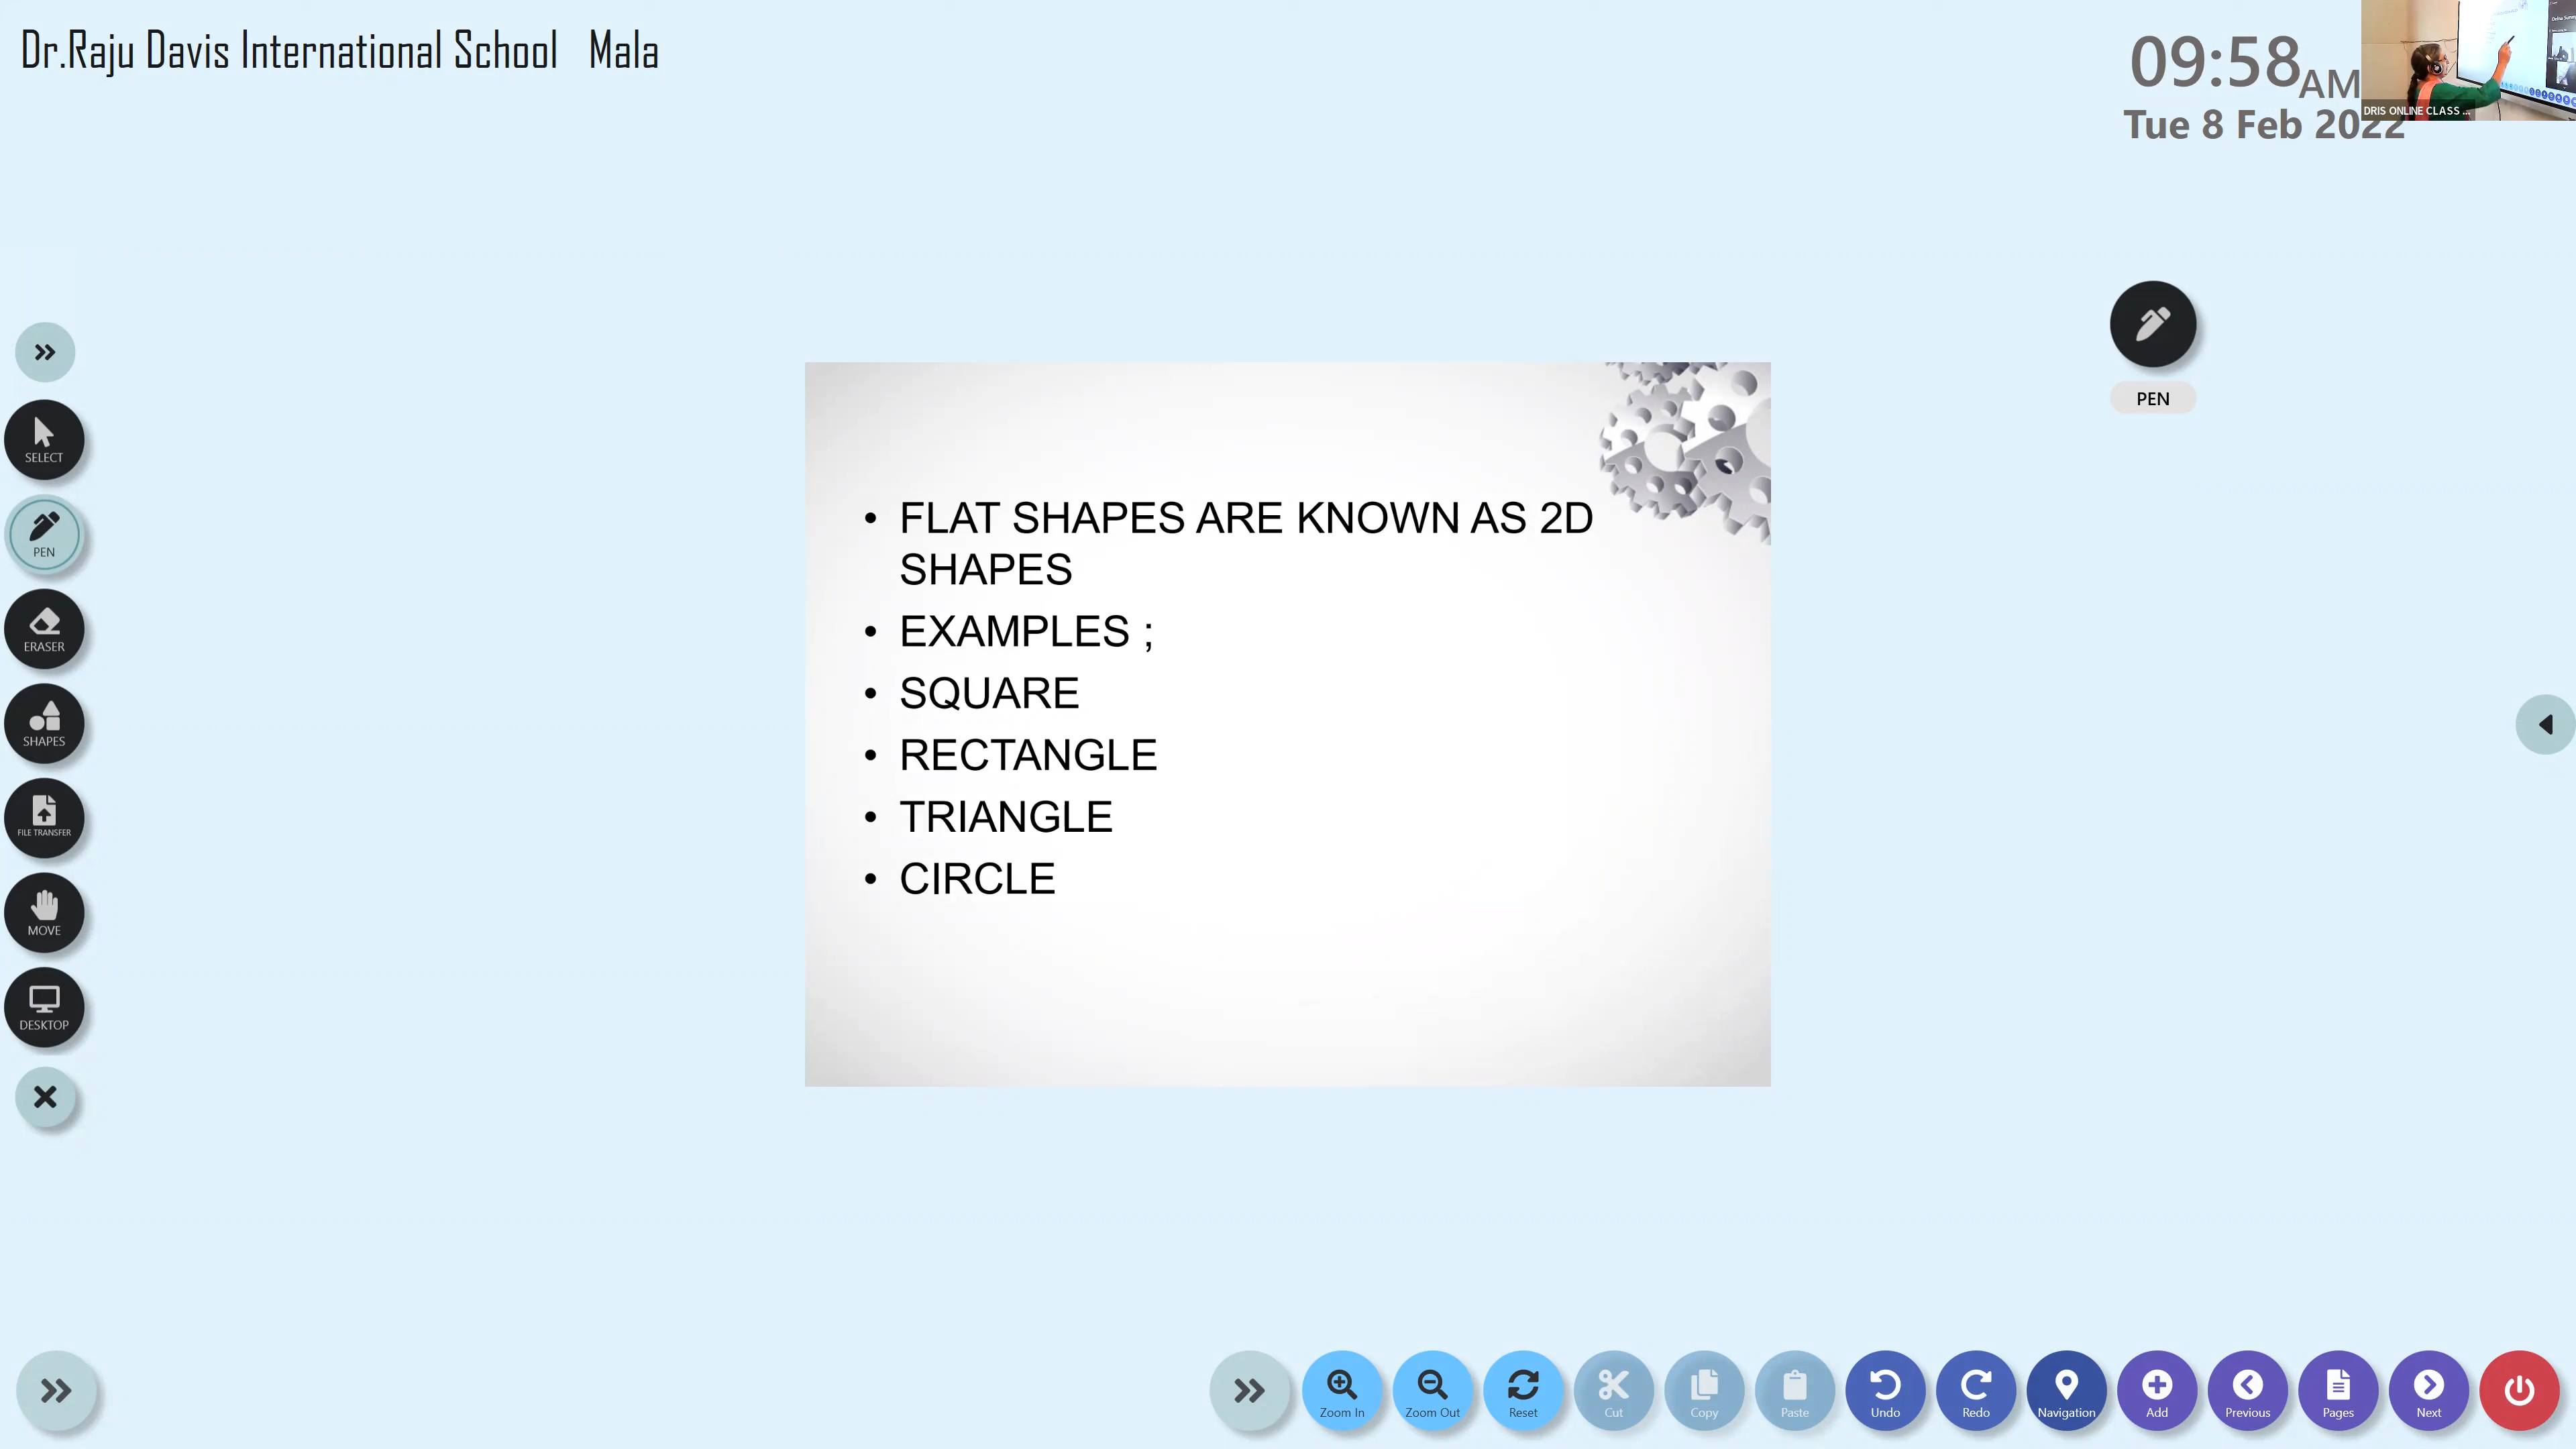 Dr.Raju Davis International School Mala
09:58 AM
Tue 8 Feb 2022
DRIS ONLINE CLASS ...
PEN
SELECT
PEN
ERASER
SHAPES
FILE TRANSFER
MOVE
DESKTOP
• FLAT SHAPES ARE KNOWN AS 2D
SHAPES
• EXAMPLES ;
• SQUARE
• RECTANGLE
• TRIANGLE
• CIRCLE
Zoom In
Zoom Out
Reset
Cut
Copy
Paste
Undo
Redo
Navigation
Add
Previous
Pages
Next